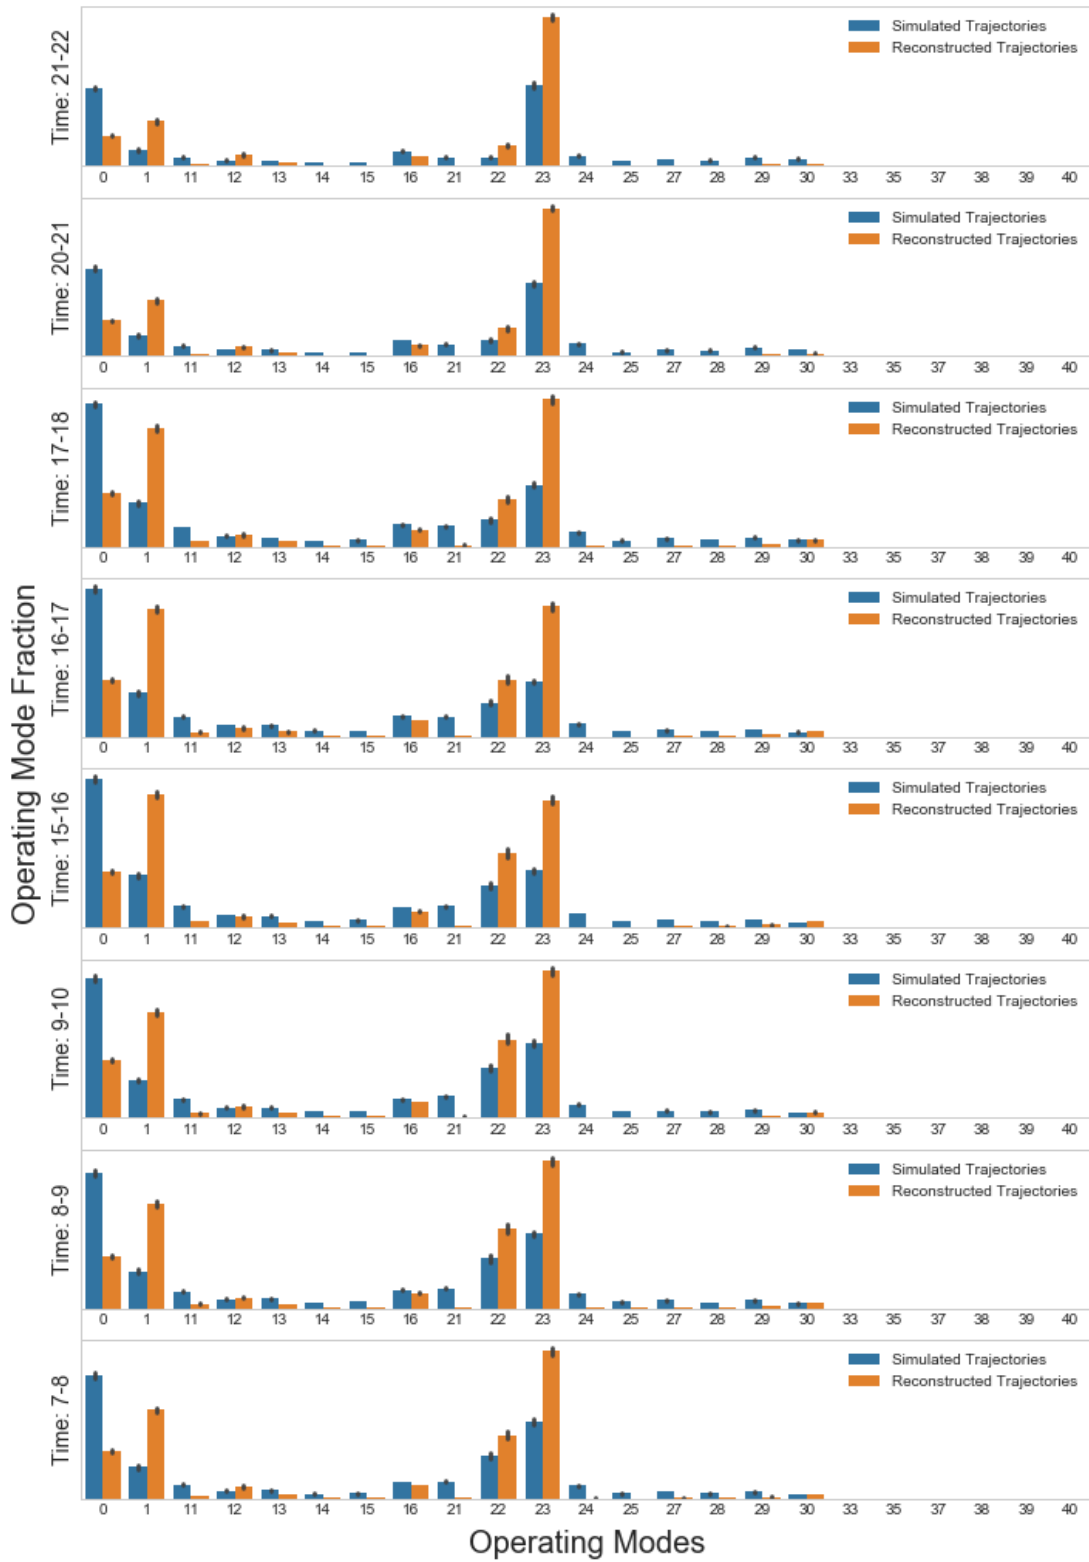 Operating Mode Fraction
Time: 21-22
Simulated Trajectories
Reconstructed Trajectories
0 1 11 12 13 14 15 16 21 22 23 24 25 27 28 29 30 33 35 37 38 39 40
Time: 20-21
Simulated Trajectories
Reconstructed Trajectories
0 1 11 12 13 14 15 16 21 22 23 24 25 27 28 29 30 33 35 37 38 39 40
Time: 17-18
Simulated Trajectories
Reconstructed Trajectories
0 1 11 12 13 14 15 16 21 22 23 24 25 27 28 29 30 33 35 37 38 39 40
Time: 16-17
Simulated Trajectories
Reconstructed Trajectories
0 1 11 12 13 14 15 16 21 22 23 24 25 27 28 29 30 33 35 37 38 39 40
Time: 15-16
Simulated Trajectories
Reconstructed Trajectories
0 1 11 12 13 14 15 16 21 22 23 24 25 27 28 29 30 33 35 37 38 39 40
Time: 9-10
Simulated Trajectories
Reconstructed Trajectories
0 1 11 12 13 14 15 16 21 22 23 24 25 27 28 29 30 33 35 37 38 39 40
Time: 8-9
Simulated Trajectories
Reconstructed Trajectories
0 1 11 12 13 14 15 16 21 22 23 24 25 27 28 29 30 33 35 37 38 39 40
Time: 7-8
Simulated Trajectories
Reconstructed Trajectories
0 1 11 12 13 14 15 16 21 22 23 24 25 27 28 29 30 33 35 37 38 39 40
Operating Modes